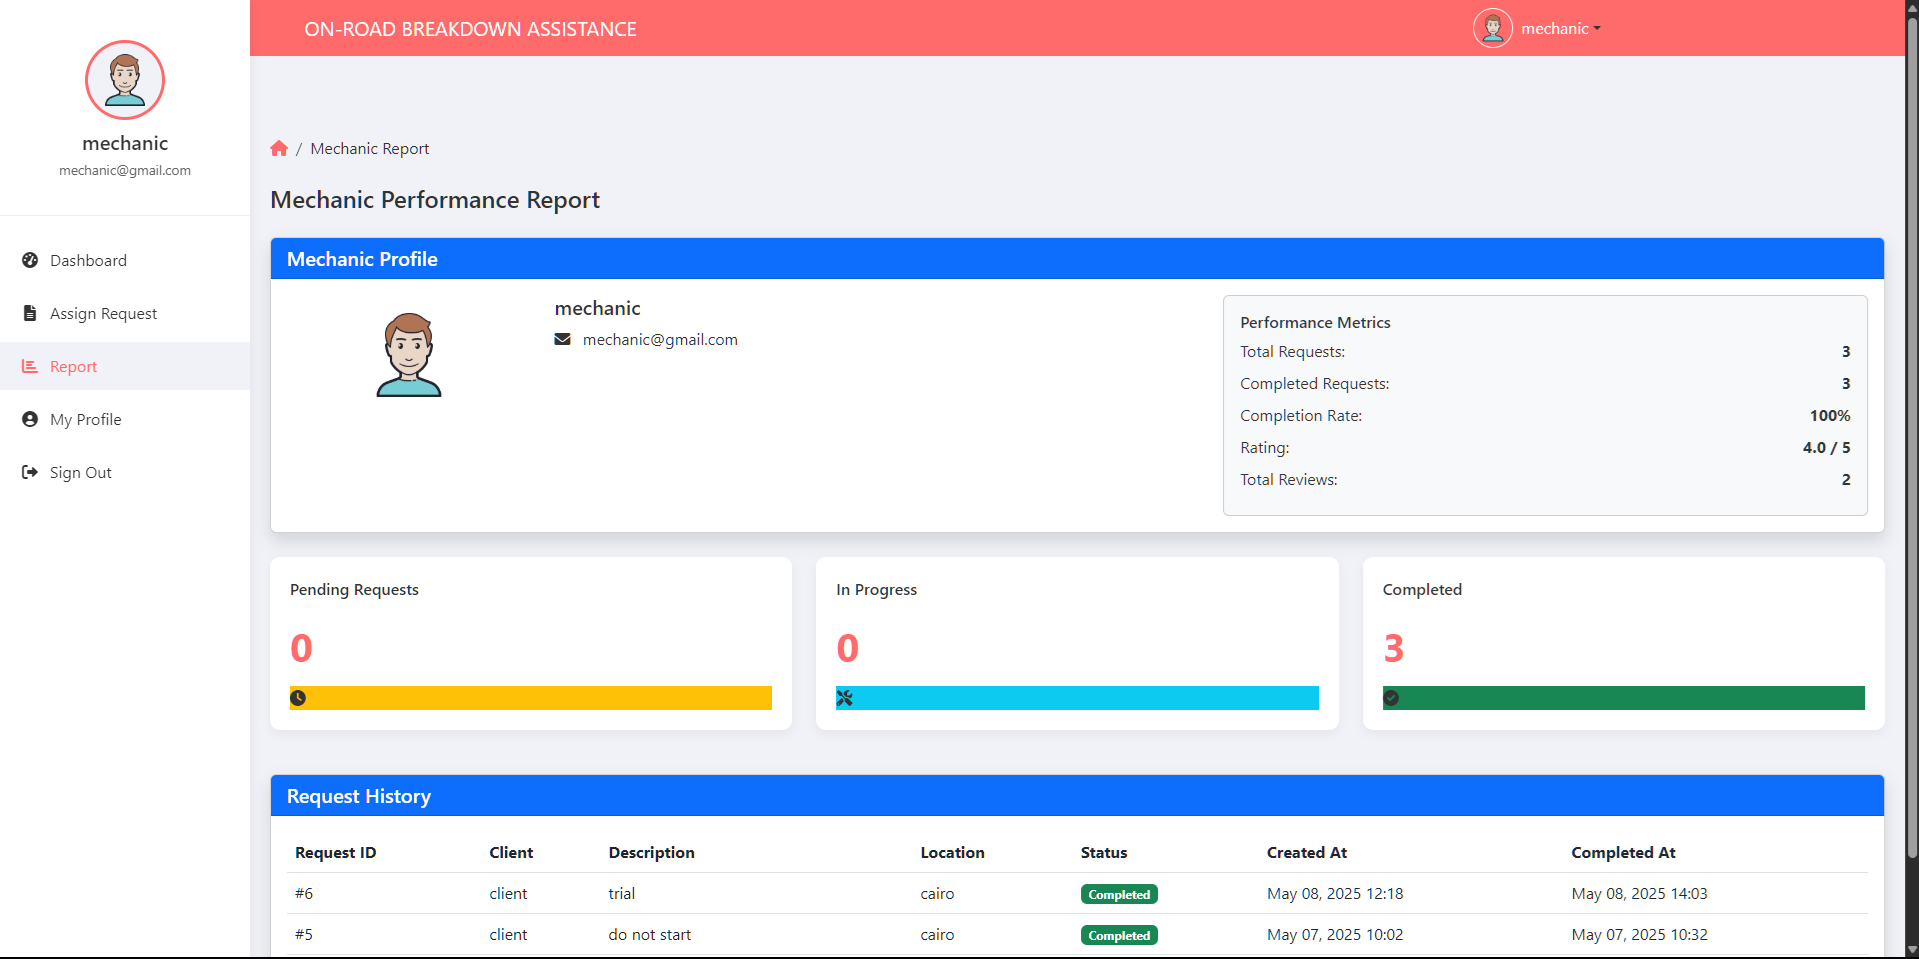 mechanic
mechanic@gmail.com
Dashboard
Assign Request
Report
My Profile
Sign Out
ON-ROAD BREAKDOWN ASSISTANCE
mechanic
/ Mechanic Report
Mechanic Performance Report
Mechanic Profile
mechanic
mechanic@gmail.com
Performance Metrics
Total Requests: 3
Completed Requests: 3
Completion Rate: 100%
Rating: 4.0 / 5
Total Reviews: 2
Pending Requests
0
In Progress
0
Completed
3
Request History
Request ID Client Description Location Status Created At Completed At
#6 client trial cairo Completed May 08, 2025 12:18 May 08, 2025 14:03
#5 client do not start cairo Completed May 07, 2025 10:02 May 07, 2025 10:32